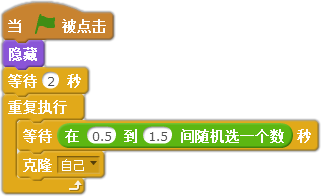 当 被点击
隐藏
等待 2 秒
重复执行
等待 在 0.5 到 1.5 间随机选一个数 秒
克隆 自己